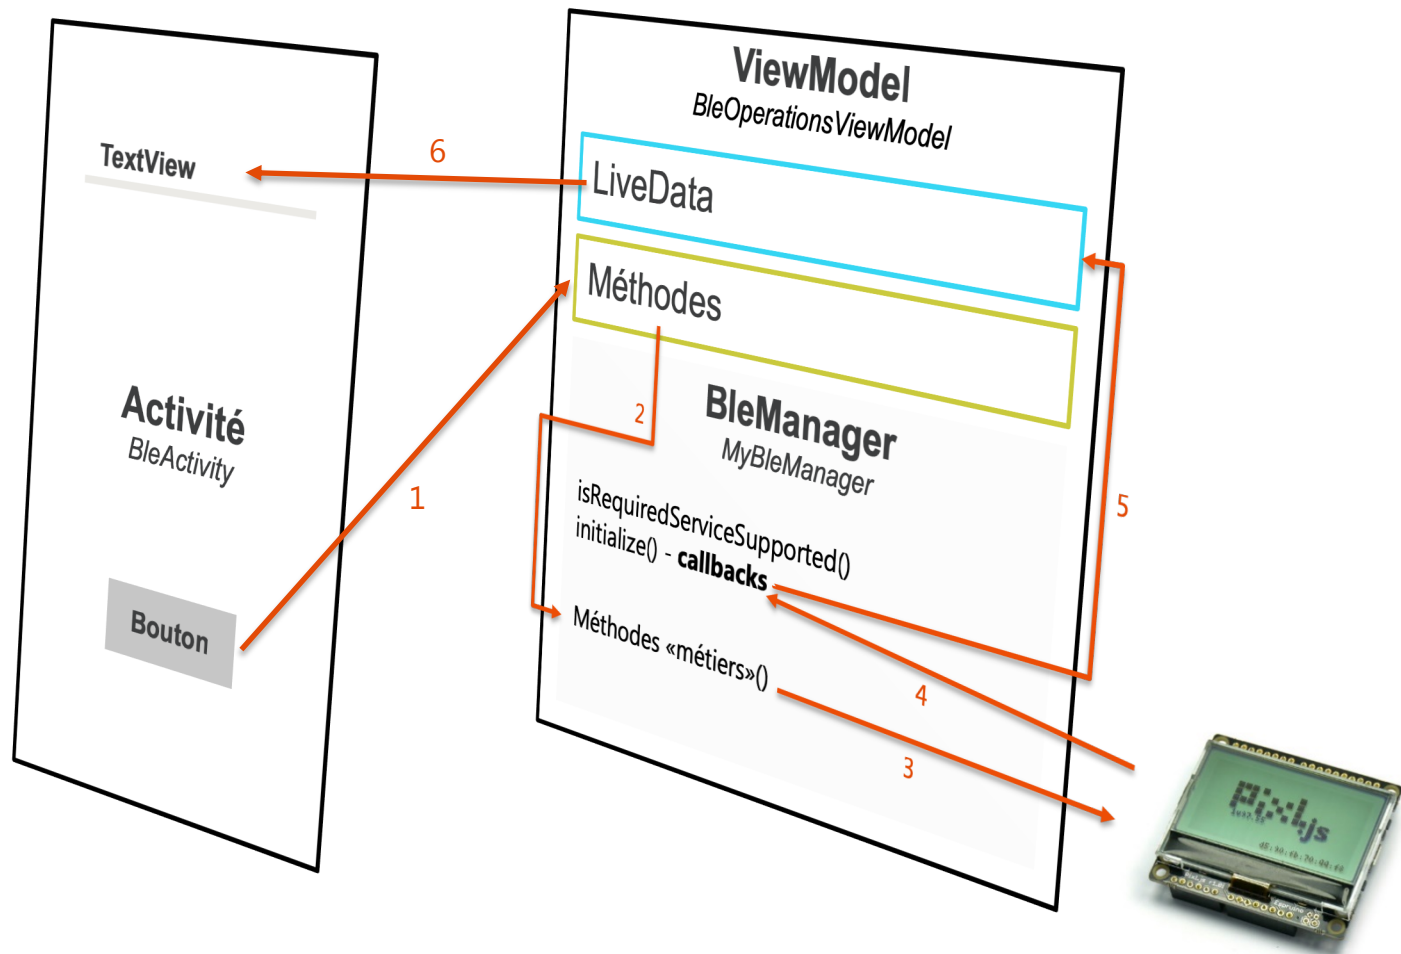 ViewModel
BleOperationsViewModel
6
TextView
LiveData
Méthodes
1
2
Activité
BleActivity
BleManager
MyBleManager
isRequiredServiceSupported()
initialize() - callbacks
5
Bouton
Méthodes «métiers»()
4
3
Pixl.js